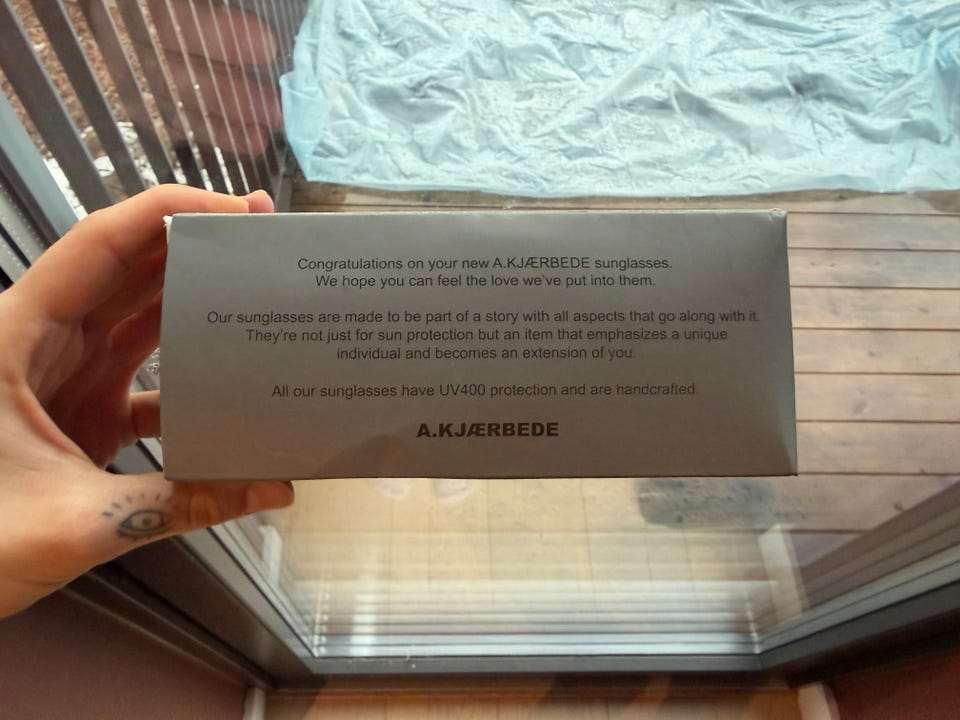 Congratulations on your new A.KJÆRBEDE sunglasses.
We hope you can feel the love we've put into them.
Our sunglasses are made to be part of a story with all aspects that go along with it.
They're not just for sun protection but an item that emphasizes a unique
individual and becomes an extension of you.
All our sunglasses have UV400 protection and are handcrafted.
A.KJÆRBEDE